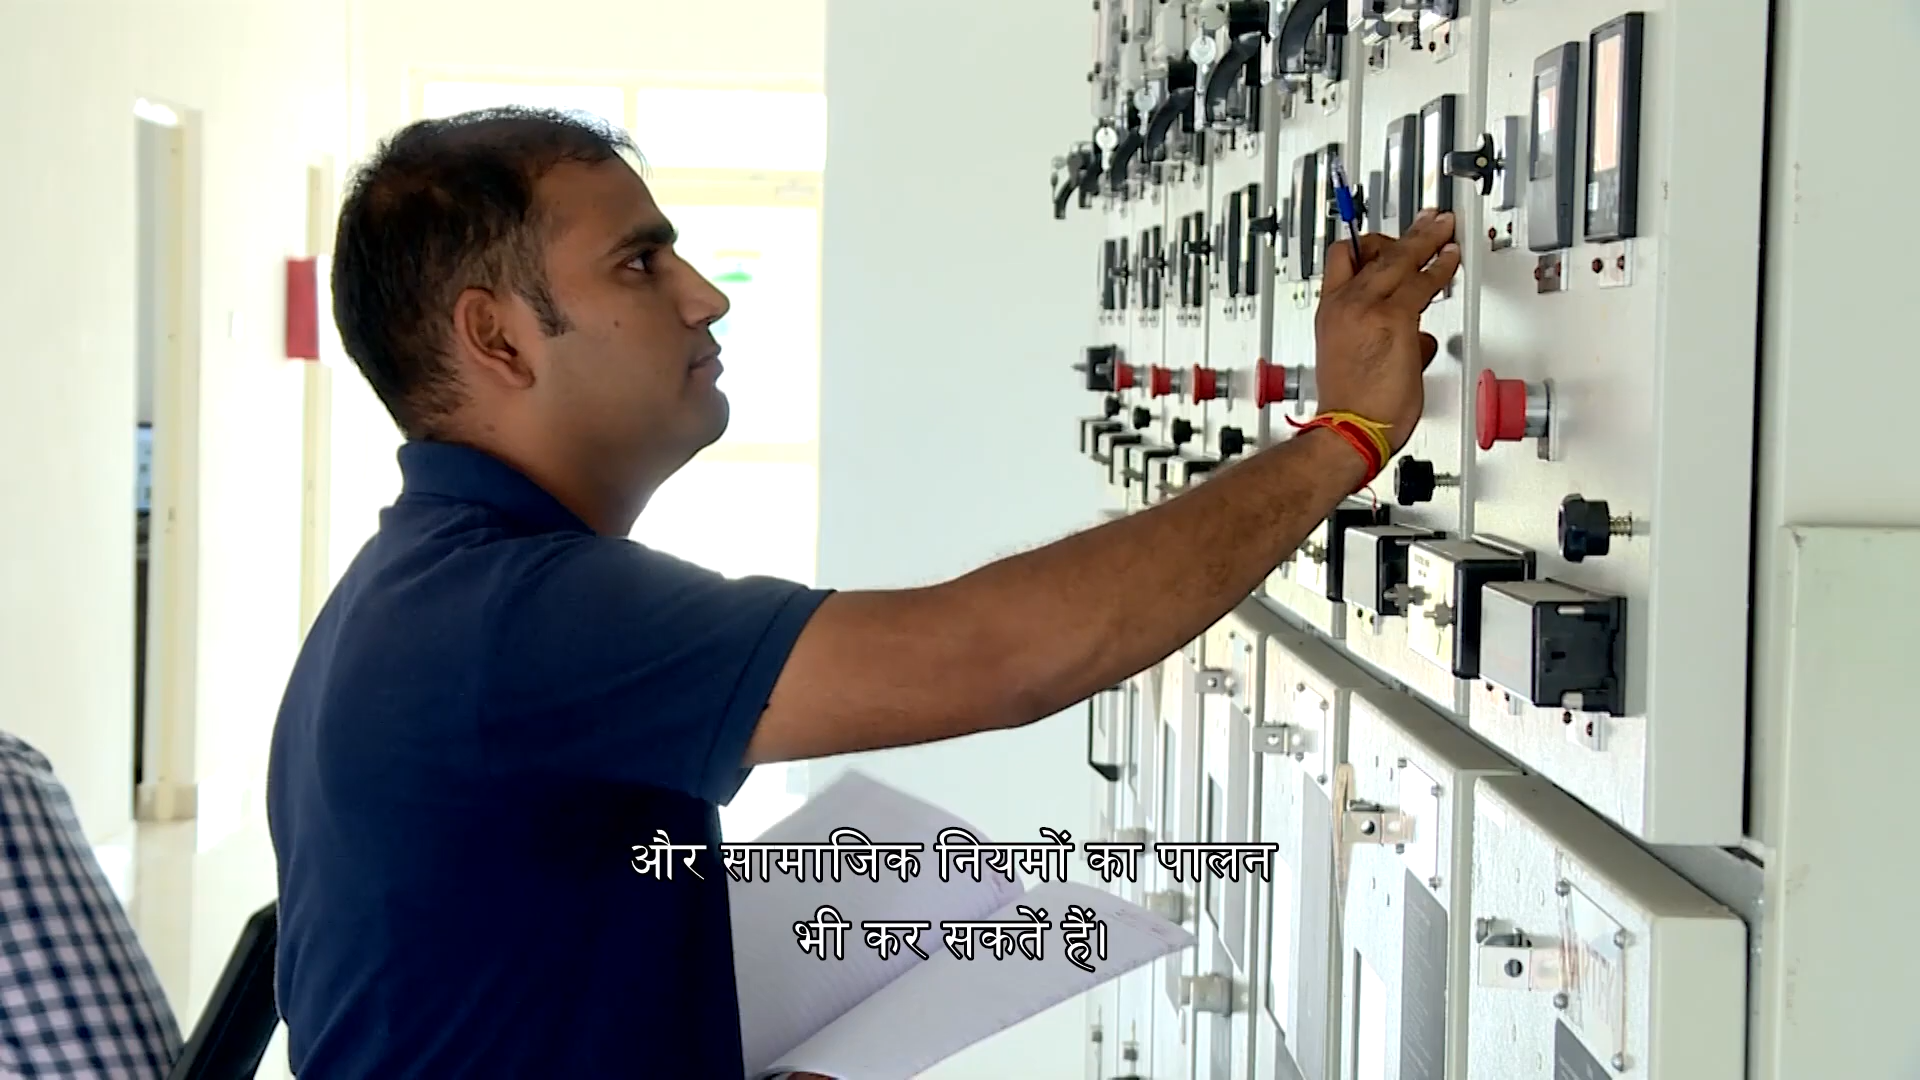 और सामाजिक नियमों का पालन
भी कर सकतें हैं।